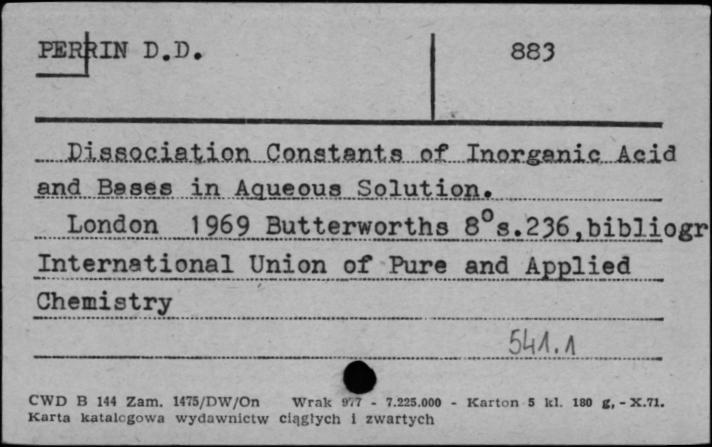 PERRIN D.D. 883
Dissociation Constants of Inorganic Acid
and Bases in Aqueous Solution.
London 1969 Butterworths 8°s.236,bibliogr
International Union of Pure and Applied
Chemistry
541.1
CWD B 144 Zam. 1475/DW/On Wrak 977 - 7.225.000 - Karton 5 kl. 180 g, - X.71.
Karta katalogowa wydawnictw ciągłych i zwartych